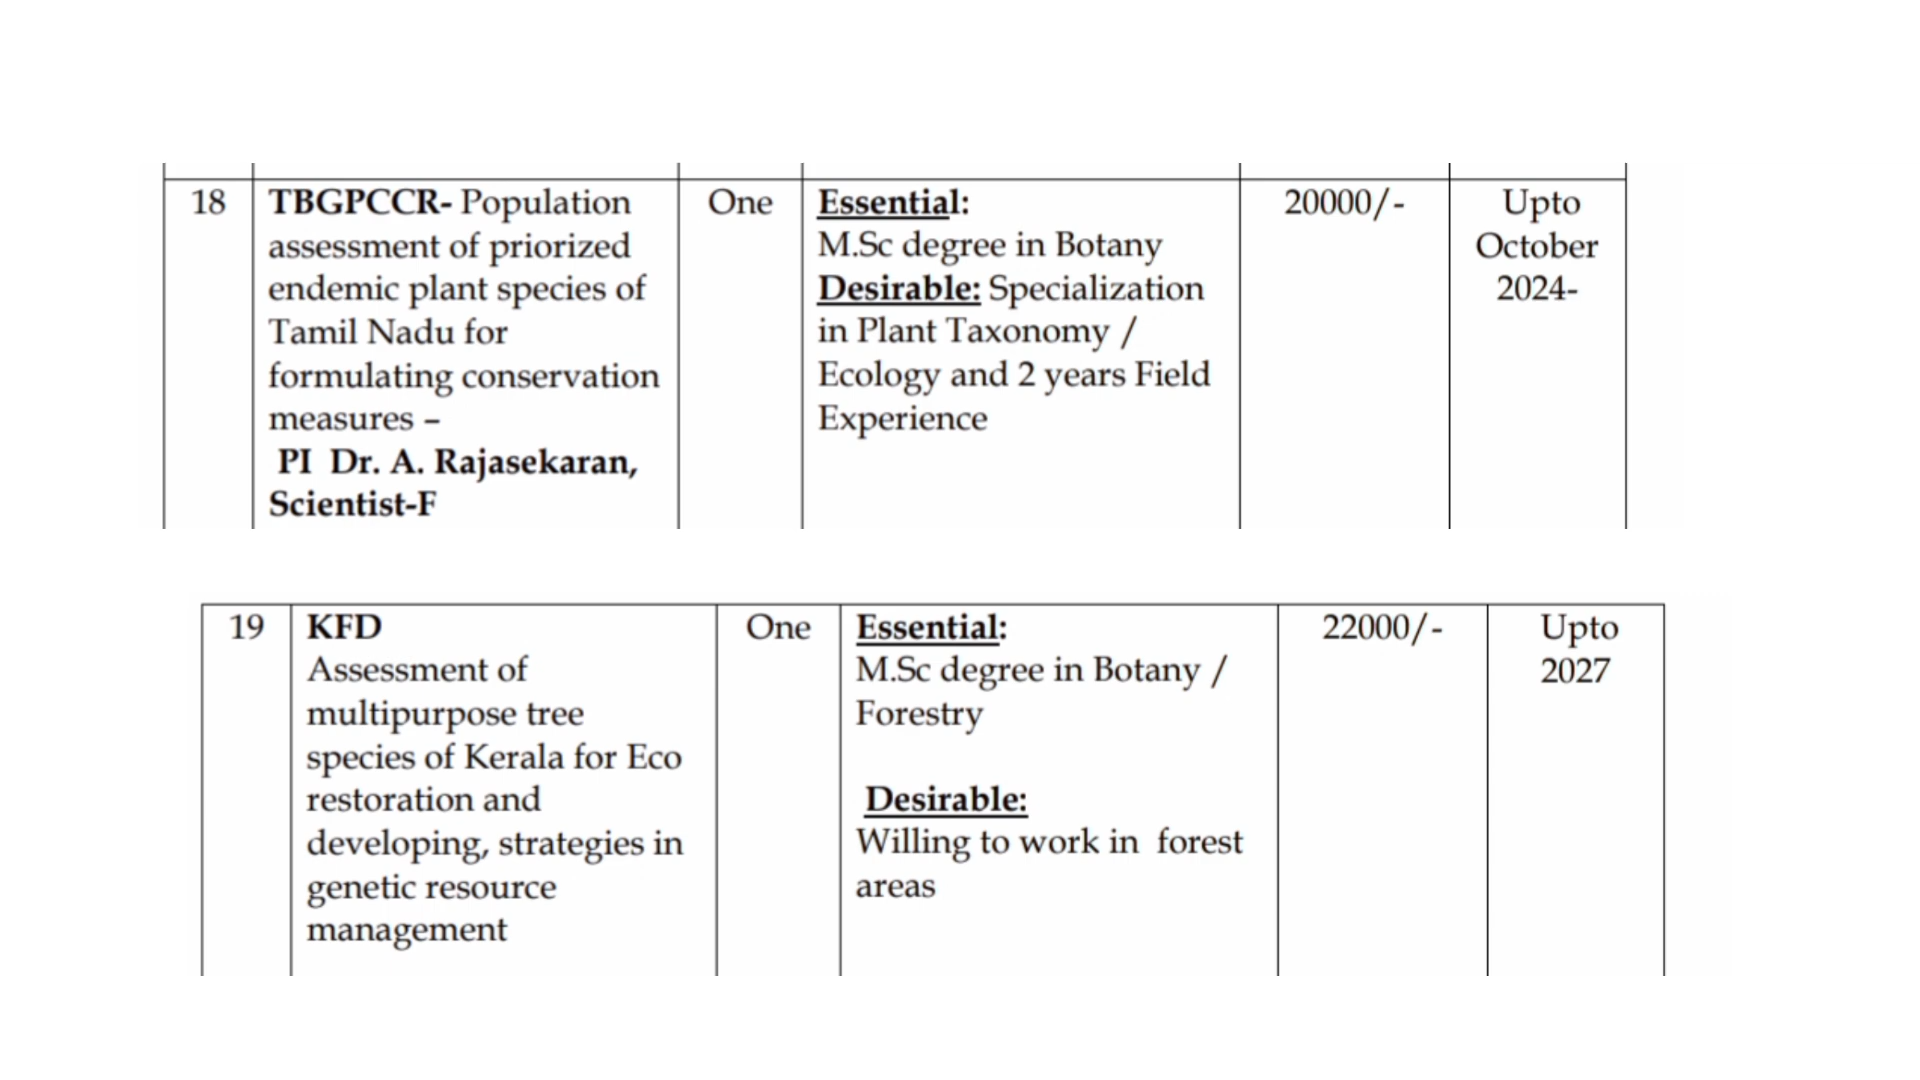 18
TBGPCCR- Population
assessment of priorized
endemic plant species of
Tamil Nadu for
formulating conservation
measures –
PI Dr. A. Rajasekaran,
Scientist-F
One
Essential:
M.Sc degree in Botany
Desirable: Specialization
in Plant Taxonomy /
Ecology and 2 years Field
Experience
20000/-
Upto
October
2024-
19
KFD
Assessment of
multipurpose tree
species of Kerala for Eco
restoration and
developing, strategies in
genetic resource
management
One
Essential:
M.Sc degree in Botany /
Forestry
Desirable:
Willing to work in forest
areas
22000/-
Upto
2027